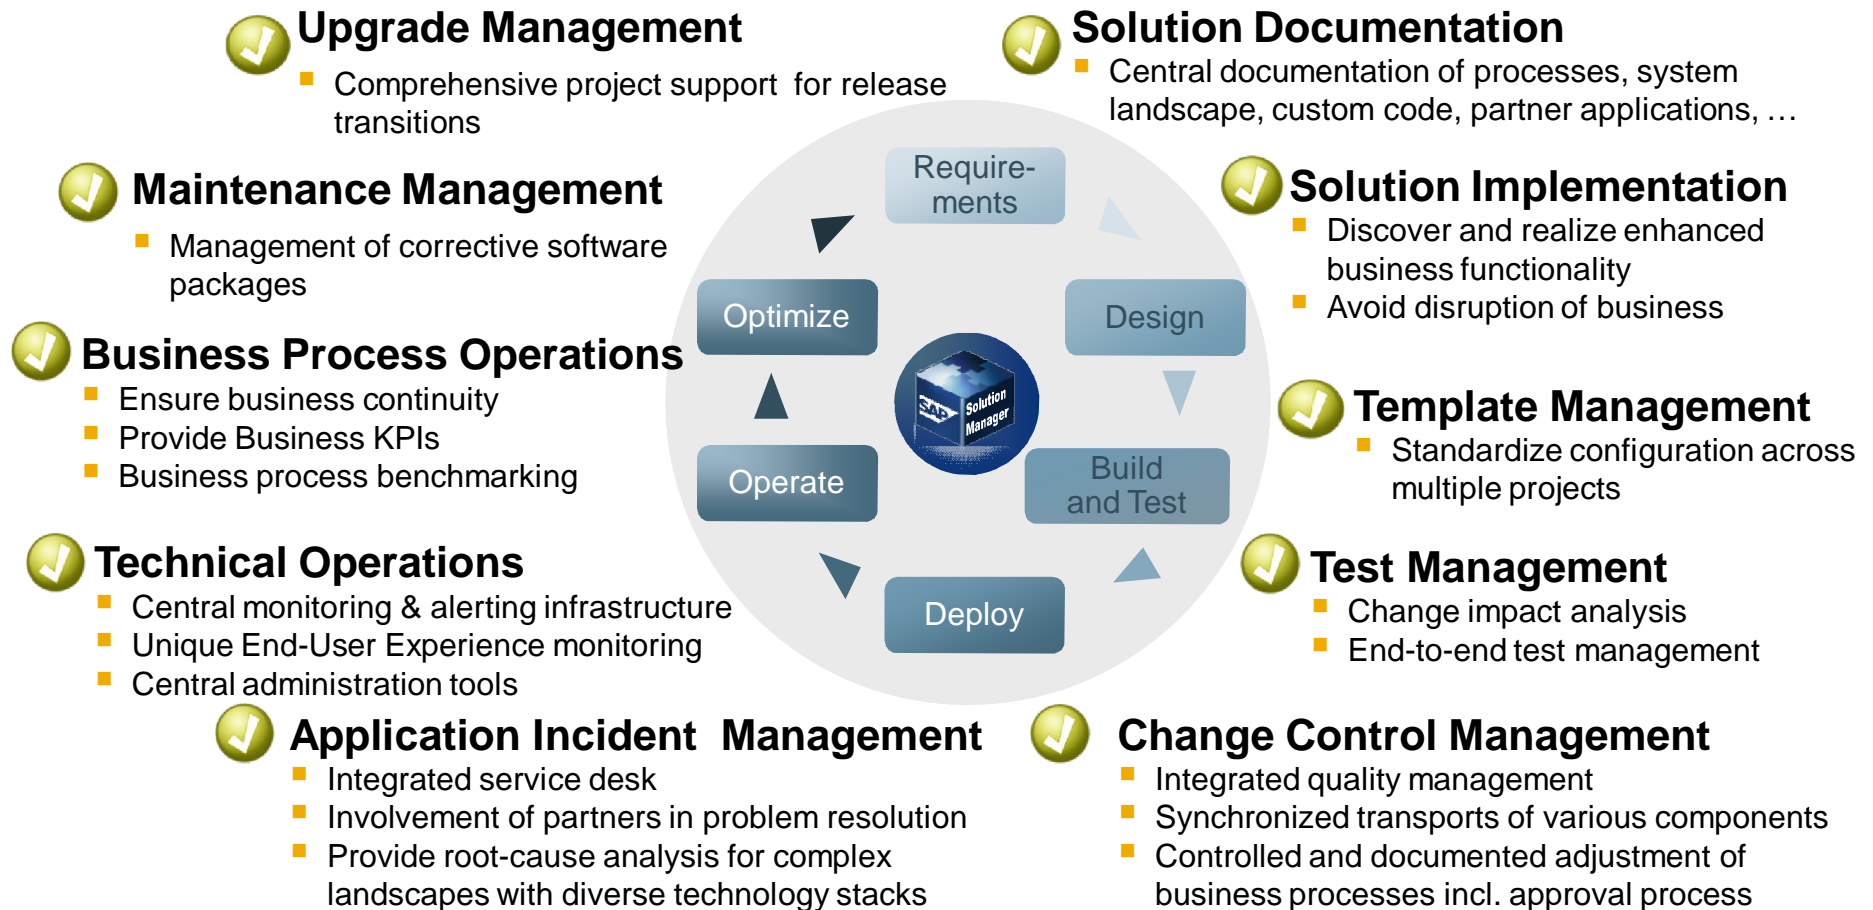 Upgrade Management
Comprehensive project support for release
transitions
Solution Documentation
Central documentation of processes, system
landscape, custom code, partner applications, …
Maintenance Management
Management of corrective software
packages
Solution Implementation
Discover and realize enhanced
business functionality
Avoid disruption of business
Business Process Operations
Ensure business continuity
Provide Business KPIs
Business process benchmarking
Template Management
Standardize configuration across
multiple projects
Technical Operations
Central monitoring & alerting infrastructure
Unique End-User Experience monitoring
Central administration tools
Test Management
Change impact analysis
End-to-end test management
Application Incident Management
Integrated service desk
Involvement of partners in problem resolution
Provide root-cause analysis for complex
landscapes with diverse technology stacks
Change Control Management
Integrated quality management
Synchronized transports of various components
Controlled and documented adjustment of
business processes incl. approval process
Require-
ments
Design
Build
and Test
Deploy
Operate
Optimize
SAP
Solution
Manager